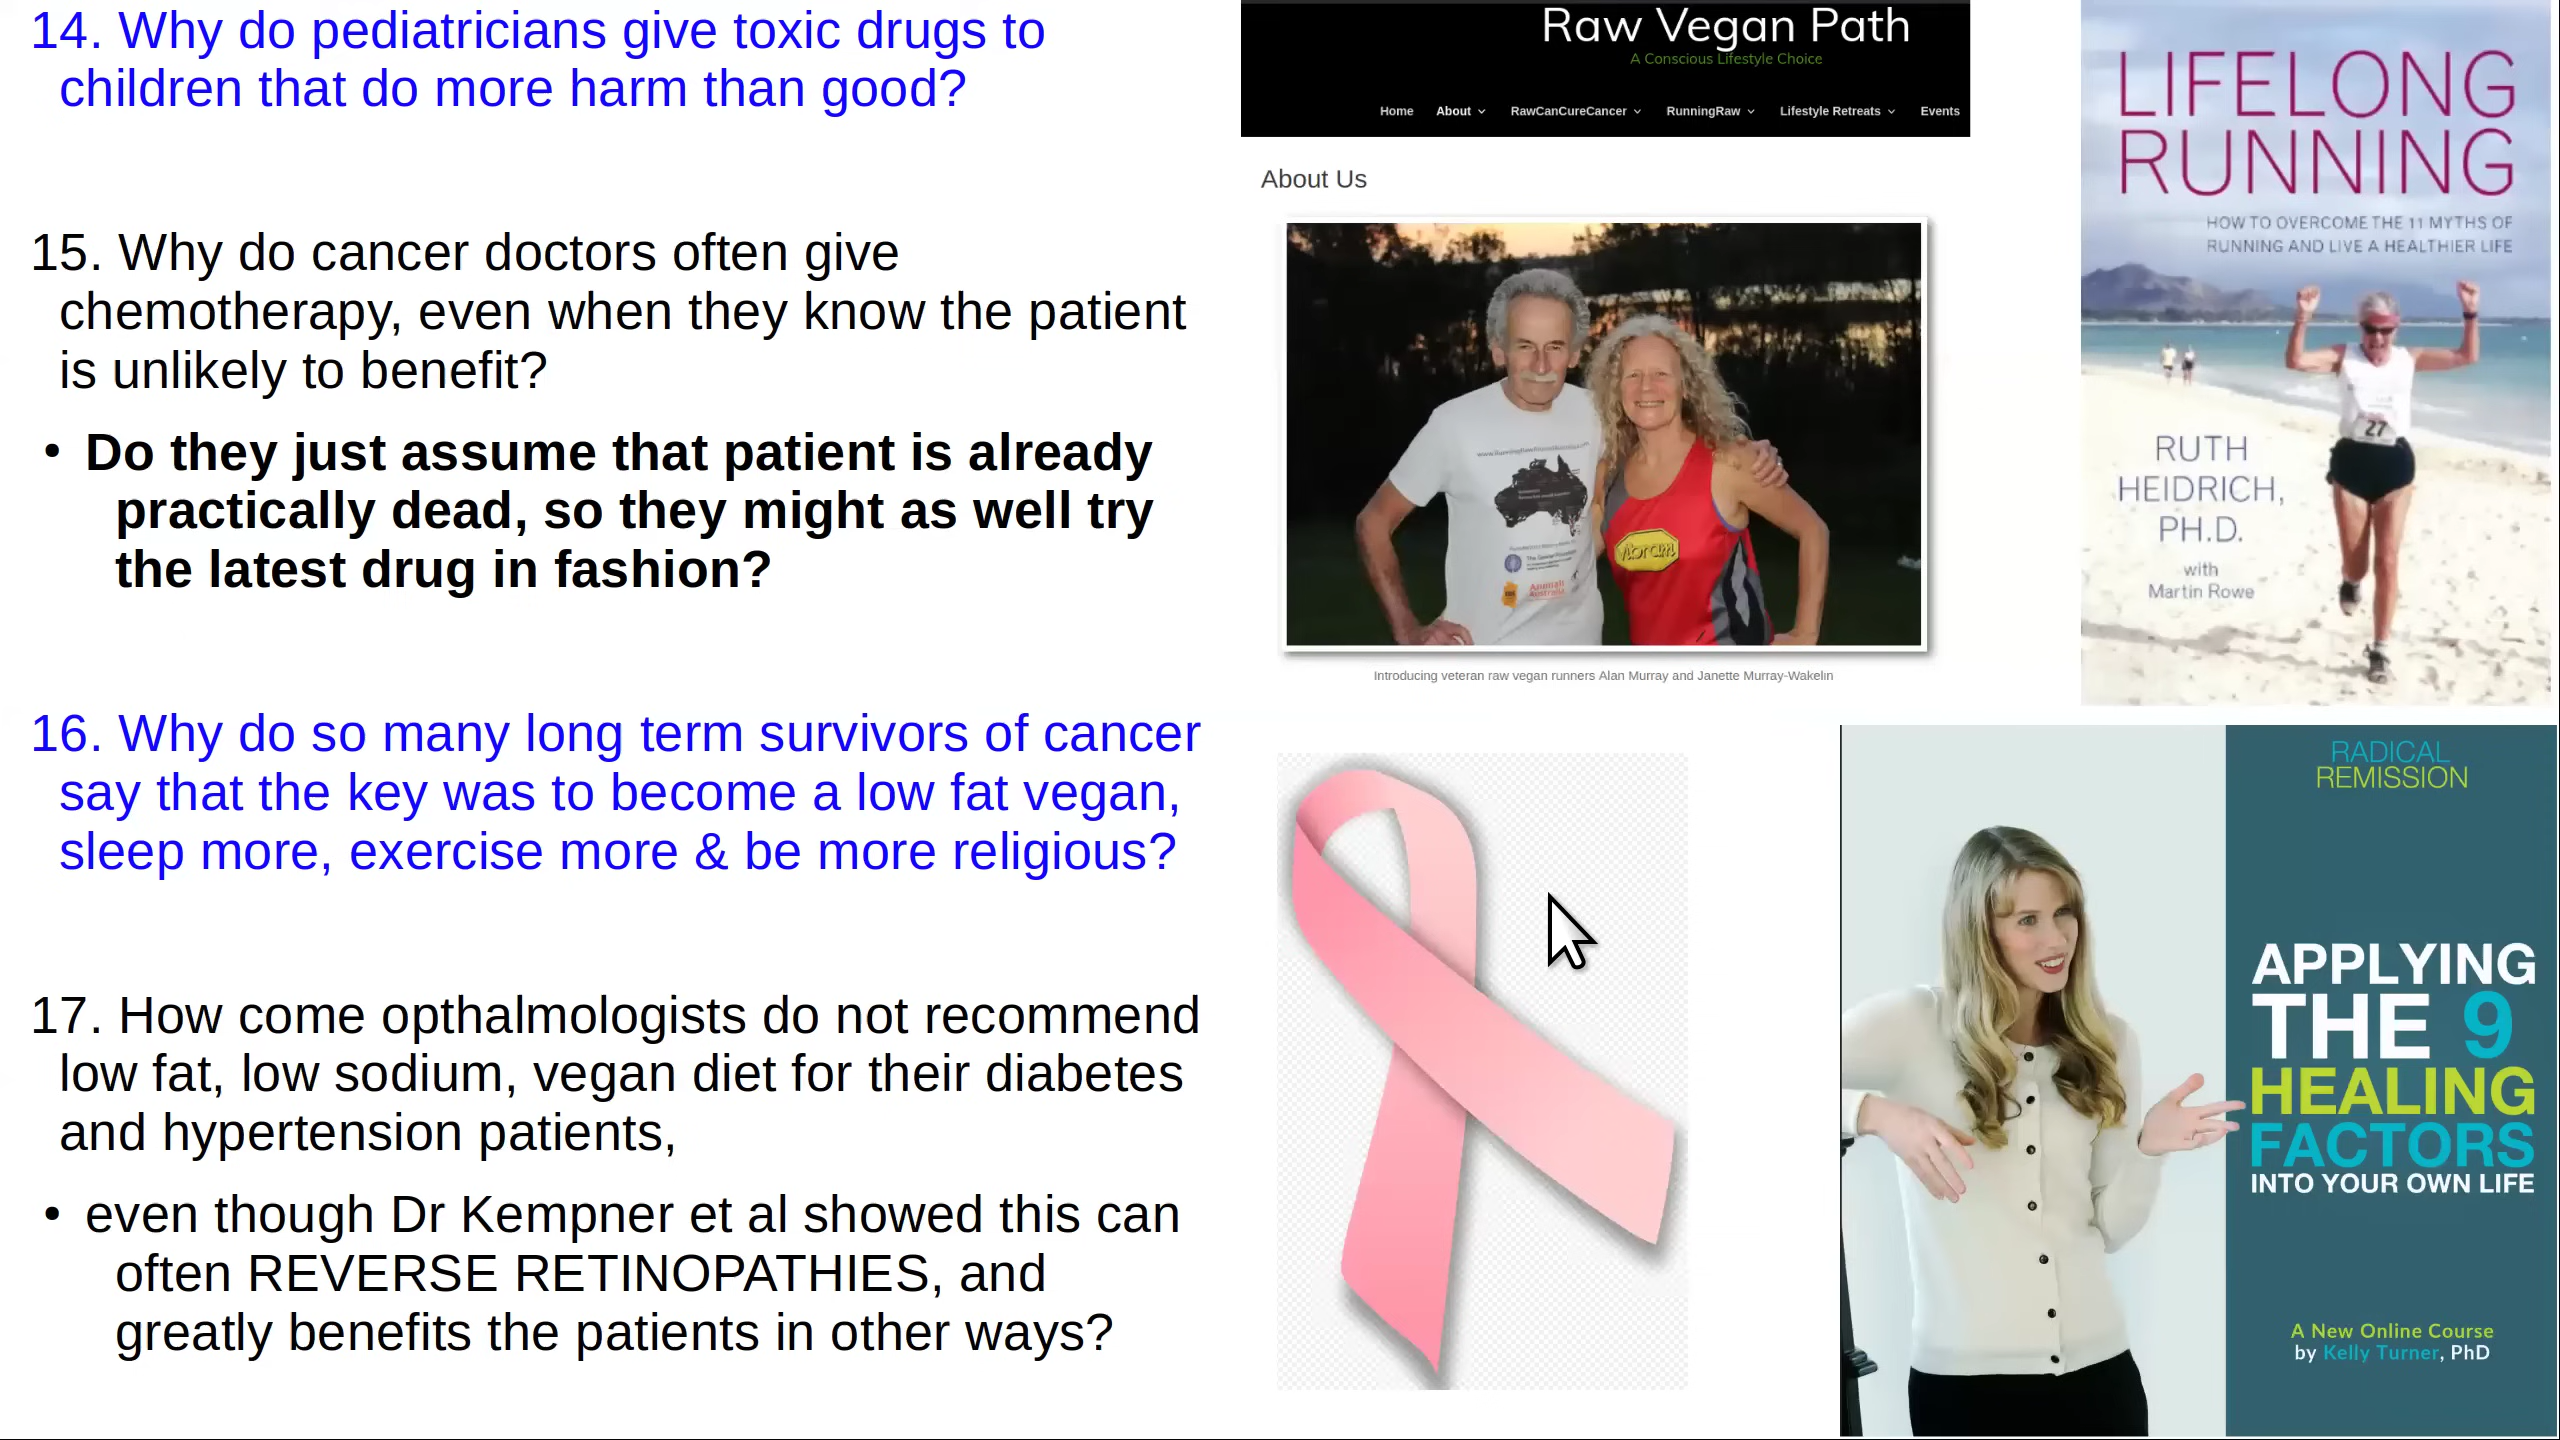 14. Why do pediatricians give toxic drugs to
children that do more harm than good?
15. Why do cancer doctors often give
chemotherapy, even when they know the patient
is unlikely to benefit?
• Do they just assume that patient is already
practically dead, so they might as well try
the latest drug in fashion?
16. Why do so many long term survivors of cancer
say that the key was to become a low fat vegan,
sleep more, exercise more & be more religious?
17. How come opthalmologists do not recommend
low fat, low sodium, vegan diet for their diabetes
and hypertension patients,
• even though Dr Kempner et al showed this can
often REVERSE RETINOPATHIES, and
greatly benefits the patients in other ways?
Raw Vegan Path
A Conscious Lifestyle Choice
Home About RawCanCureCancer RunningRaw Lifestyle Retreats Events
About Us
vibram
Introducing veteran raw vegan runners Alan Murray and Janette Murray-Wakelin
LIFELONG
RUNNING
HOW TO OVERCOME THE 11 MYTHS OF
RUNNING AND LIVE A HEALTHIER LIFE
27
RUTH
HEIDRICH,
PH.D.
with
Martin Rowe
RADICAL
REMISSION
APPLYING
THE 9
HEALING
FACTORS
INTO YOUR OWN LIFE
A New Online Course
by Kelly Turner, PhD